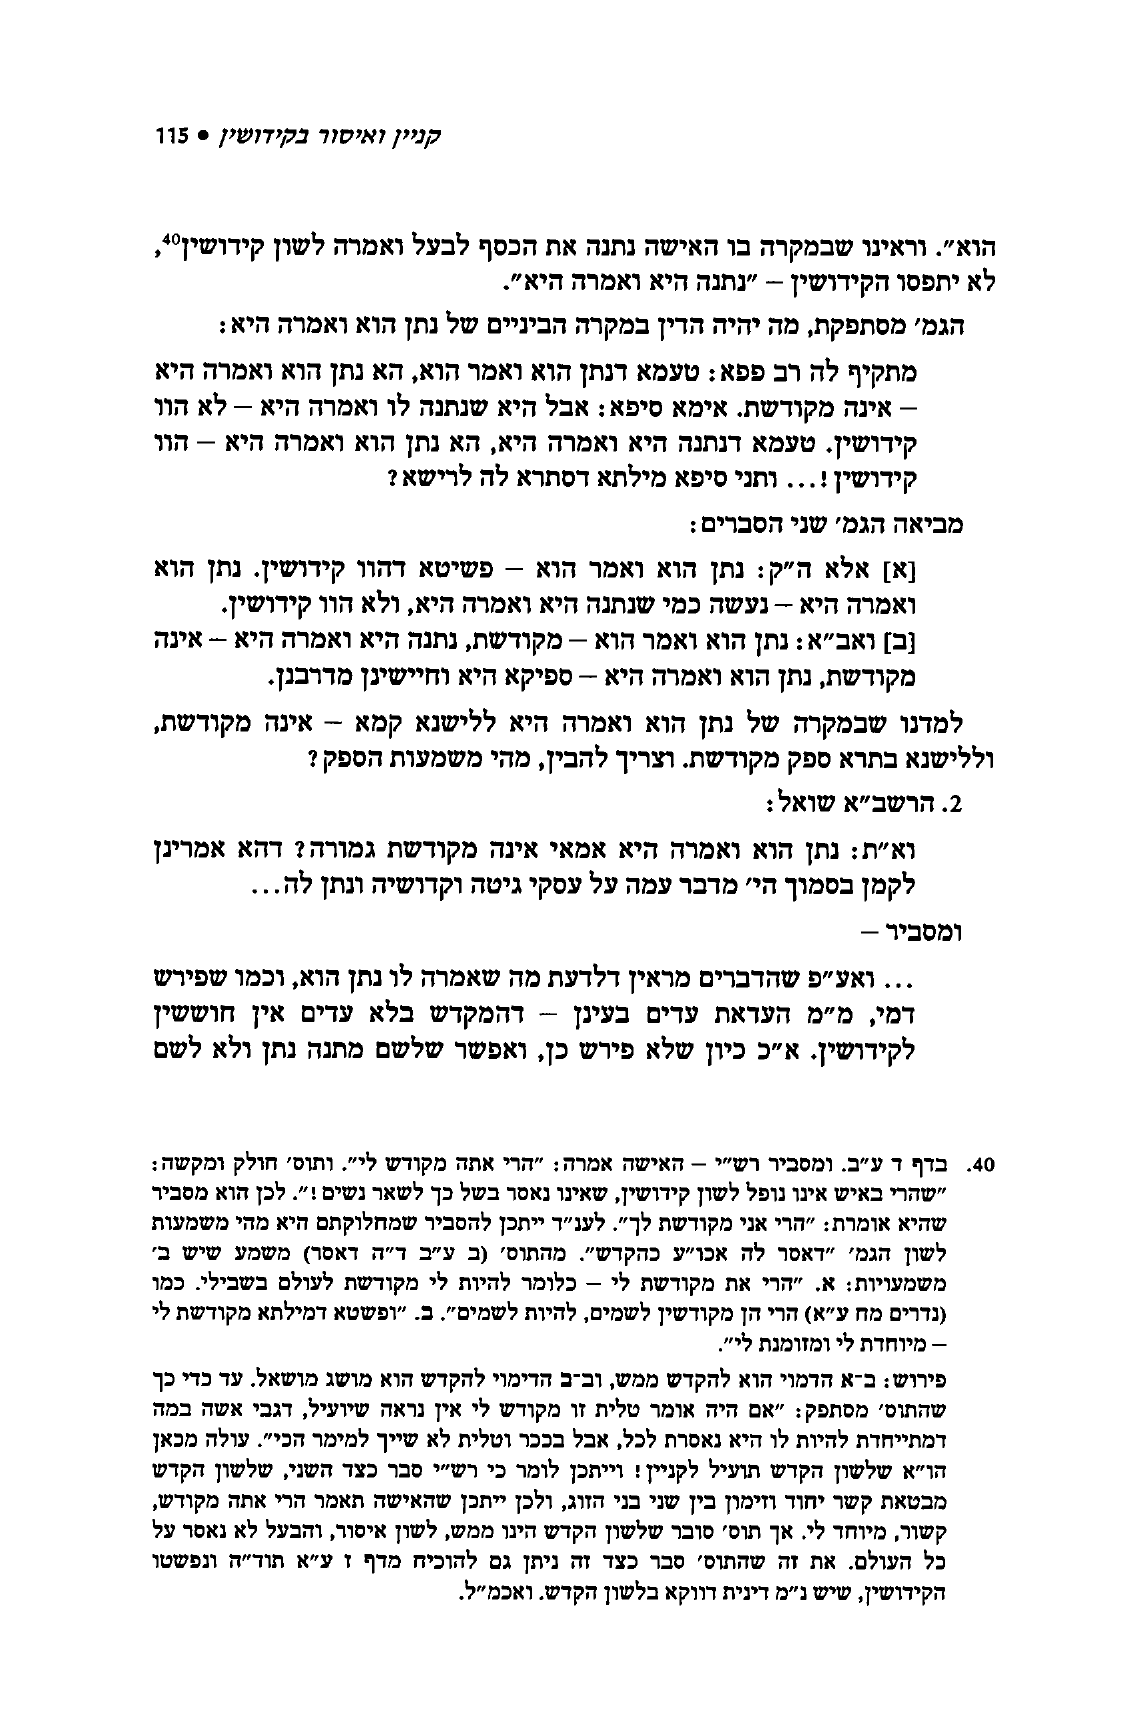 קניין ואיסור בקידושין • 115
הוא". וראינו שבמקרה בו האישה נתנה את הכסף לבעל ואמרה לשון קידושין40,
לא יתפסו הקידושין – "נתנה היא ואמרה היא".
הגמ' מסתפקת, מה יהיה הדין במקרה הביניים של נתן הוא ואמרה היא:
מתקיף לה רב פפא: טעמא דנתן הוא ואמר הוא, הא נתן הוא ואמרה היא
– אינה מקודשת. אימא סיפא: אבל היא שנתנה לו ואמרה היא – לא הוו
קידושין. טעמא דנתנה היא ואמרה היא, הא נתן הוא ואמרה היא – הוו
קידושין!... ותני סיפא מילתא דסתרא לה לרישא?
מביאה הגמ' שני הסברים:
[א] אלא ה"ק: נתן הוא ואמר הוא – פשיטא דהוו קידושין. נתן הוא
ואמרה היא – נעשה כמי שנתנה היא ואמרה היא, ולא הוו קידושין.
[ב] ואב"א: נתן הוא ואמר הוא – מקודשת, נתנה היא ואמרה היא – אינה
מקודשת, נתן הוא ואמרה היא – ספיקא היא וחיישינן מדרבנן.
למדנו שבמקרה של נתן הוא ואמרה היא ללישנא קמא – אינה מקודשת,
וללישנא בתרא ספק מקודשת. וצריך להבין, מהי משמעות הספק?
2. הרשב"א שואל:
וא"ת: נתן הוא ואמרה היא אמאי אינה מקודשת גמורה? דהא אמרינן
לקמן בסמוך הי' מדבר עמה על עסקי גיטה וקדושיה ונתן לה...
ומסביר –
... ואע"פ שהדברים מראין דלדעת מה שאמרה לו נתן הוא, וכמו שפירש
דמי, מ"מ העדאת עדים בעינן – דהמקדש בלא עדים אין חוששין
לקידושין. א"כ כיון שלא פירש כן, ואפשר שלשם מתנה נתן ולא לשם
40. בדף ד ע"ב. ומסביר רש"י – האישה אמרה: "הרי אתה מקודש לי". ותוס' חולק ומקשה:
"שהרי באיש אינו נופל לשון קידושין, שאינו נאסר בשל כך לשאר נשים!". לכן הוא מסביר
שהיא אומרת: "הרי אני מקודשת לך". לענ"ד ייתכן להסביר שמחלוקתם היא מהי משמעות
לשון הגמ' "דאסר לה אכו"ע כהקדש". מהתוס' (ב ע"ב ד"ה דאסר) משמע שיש ב'
משמעויות: א. "הרי את מקודשת לי – כלומר להיות לי מקודשת לעולם בשבילי. כמו
(נדרים מח ע"א) הרי הן מקודשין לשמים, להיות לשמים". ב. "ופשטא דמילתא מקודשת לי
– מיוחדת לי ומזומנת לי".
פירוש: ב-א הדמוי הוא להקדש ממש, וב-ב הדימוי להקדש הוא מושג מושאל. עד כדי כך
שהתוס' מסתפק: "אם היה אומר טלית זו מקודש לי אין נראה שיועיל, דגבי אשה במה
דמתייחדת להיות לו היא נאסרת לכל, אבל בככר וטלית לא שייך למימר הכי". עולה מכאן
הו"א שלשון הקדש תועיל לקניין! וייתכן לומר כי רש"י סבר כצד השני, שלשון הקדש
מבטאת קשר יחוד וזימון בין שני בני הזוג, ולכן ייתכן שהאישה תאמר הרי אתה מקודש,
קשור, מיוחד לי. אך תוס' סובר שלשון הקדש הינו ממש, לשון איסור, והבעל לא נאסר על
כל העולם. את זה שהתוס' סבר כצד זה ניתן גם להוכיח מדף ז ע"א תוד"ה ונפשטו
הקידושין, שיש נ"מ דינית דווקא בלשון הקדש. ואכמ"ל.